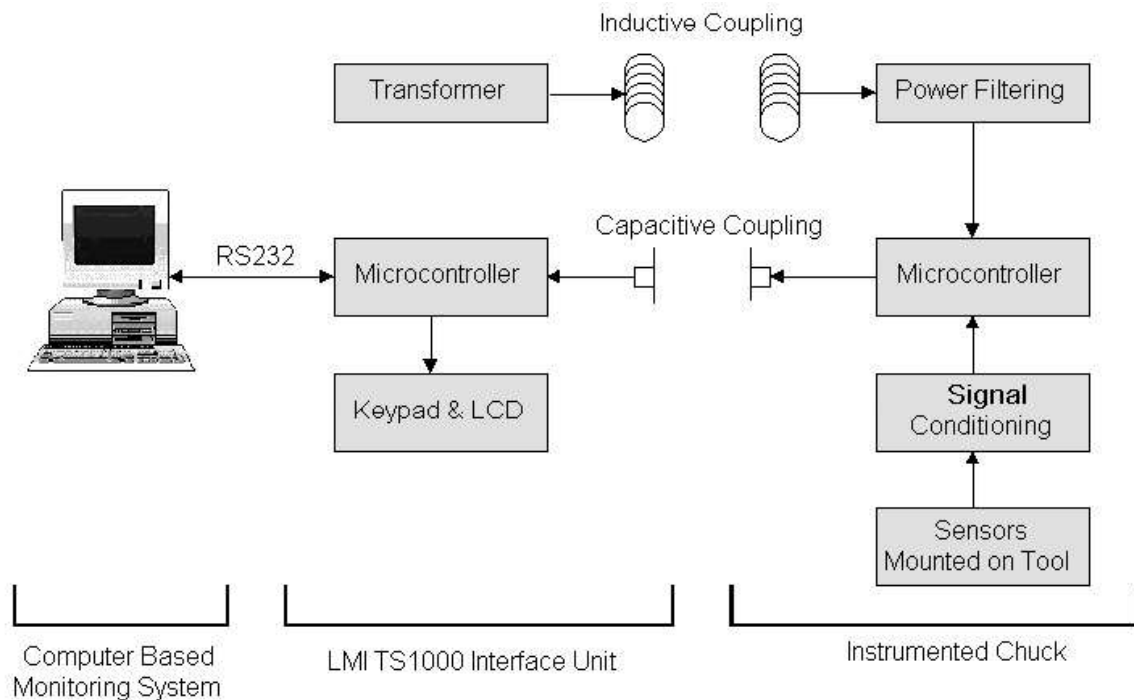 Inductive Coupling
Transformer
Power Filtering
Capacitive Coupling
RS232
Microcontroller
Microcontroller
Keypad & LCD
Signal
Conditioning
Sensors
Mounted on Tool
Computer Based
Monitoring System
LMI TS1000 Interface Unit
Instrumented Chuck